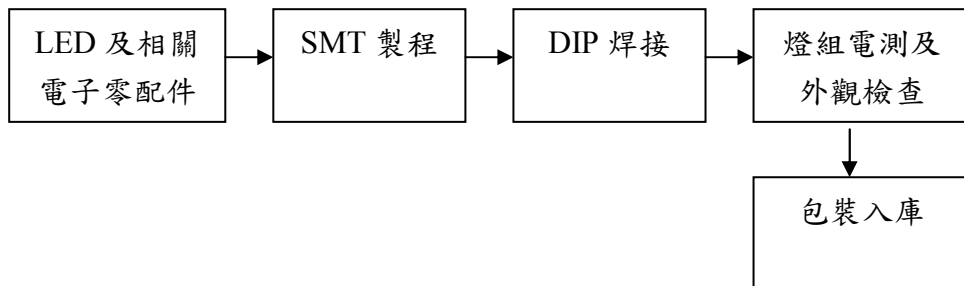 LED 及相關
電子零配件
SMT 製程
DIP 焊接
燈組電測及
外觀檢查
包裝入庫